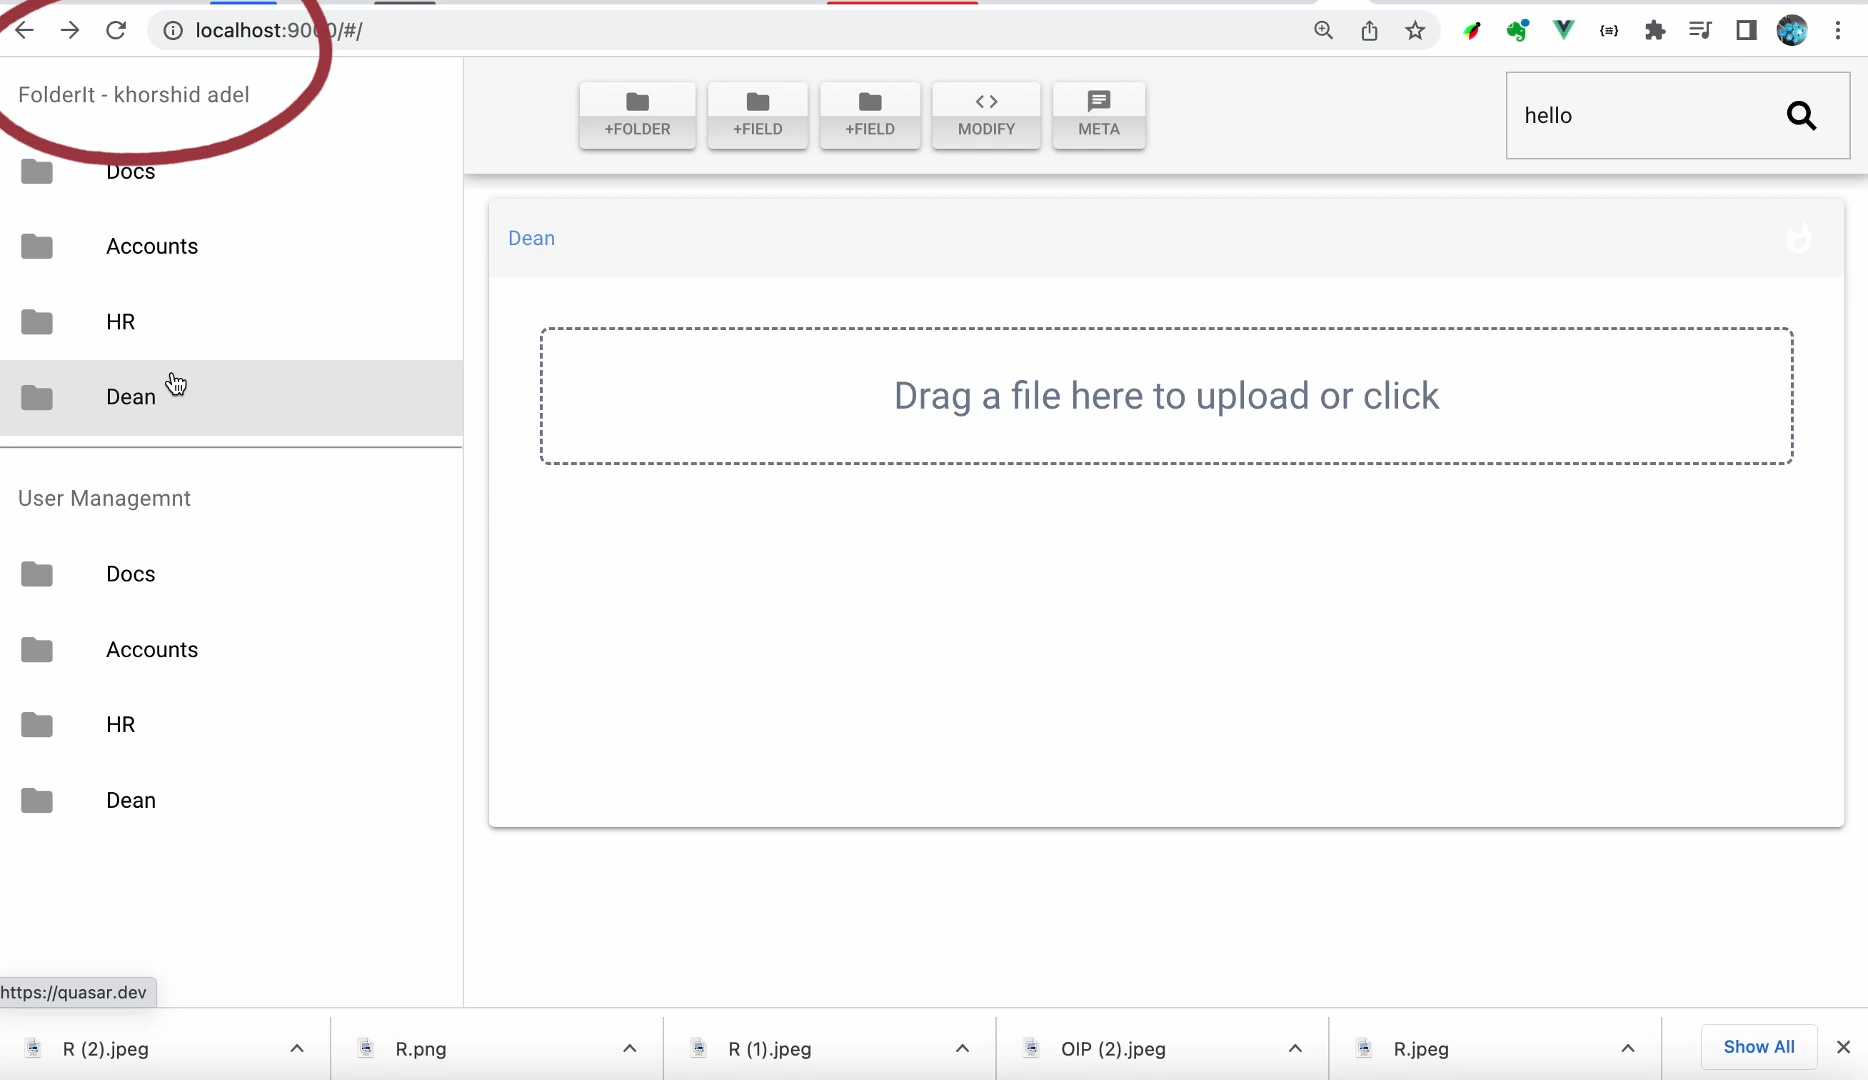 localhost:9000/#/
FolderIt - khorshid adel
+FOLDER
+FIELD
+FIELD
MODIFY
META
hello
Docs
Accounts
HR
Dean
Dean
Drag a file here to upload or click
User Managemnt
Docs
Accounts
HR
Dean
https://quasar.dev
R (2).jpeg
R.png
R (1).jpeg
OIP (2).jpeg
R.jpeg
Show All